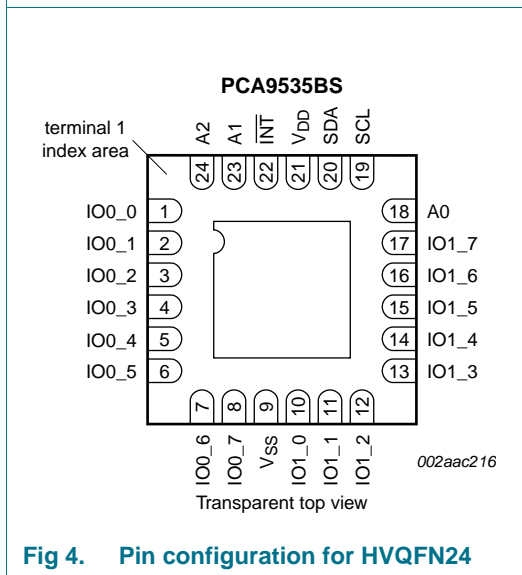 PCA9535BS
terminal 1
index area
A2
A1
INT
VDD
SDA
SCL
24
23
22
21
20
19
IO0_0 1
18 A0
IO0_1 2
17 IO1_7
IO0_2 3
16 IO1_6
IO0_3 4
15 IO1_5
IO0_4 5
14 IO1_4
IO0_5 6
13 IO1_3
7
8
9
10
11
12
IO0_6
IO0_7
VSS
IO1_0
IO1_1
IO1_2
002aac216
Transparent top view
Fig 4. Pin configuration for HVQFN24